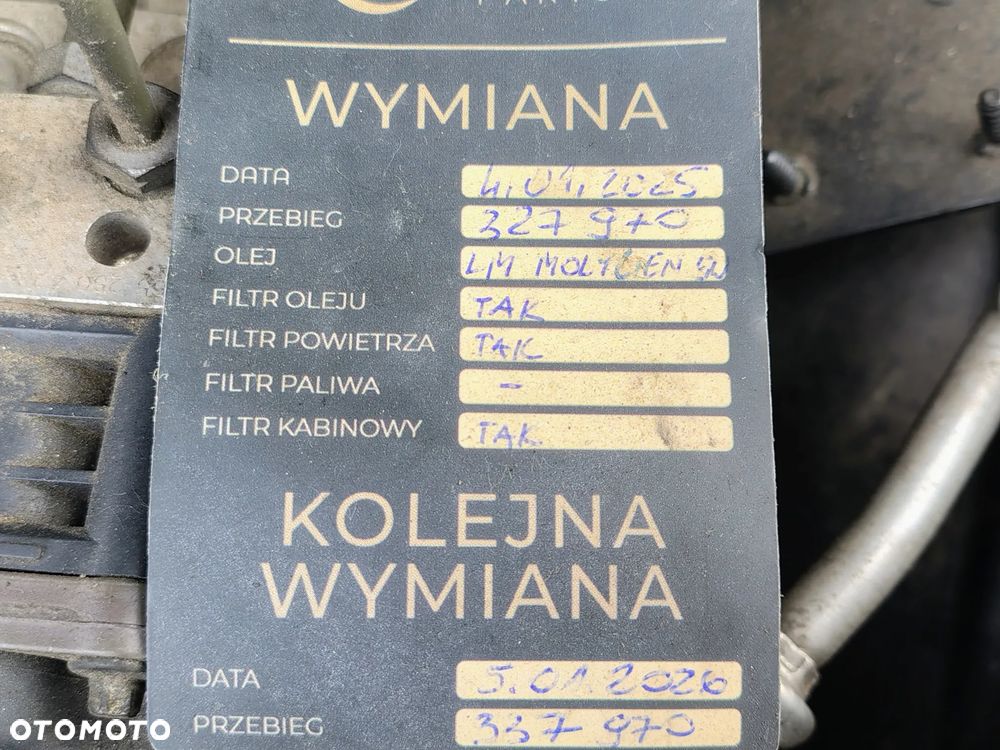 WYMIANA
DATA 4.01.2025
PRZEBIEG 327 970
OLEJ LM MOLYGEN
FILTR OLEJU TAK
FILTR POWIETRZA TAK
FILTR PALIWA -
FILTR KABINOWY TAK
KOLEJNA
WYMIANA
DATA 5.01.2026
PRZEBIEG 337 970
OTOMOTO